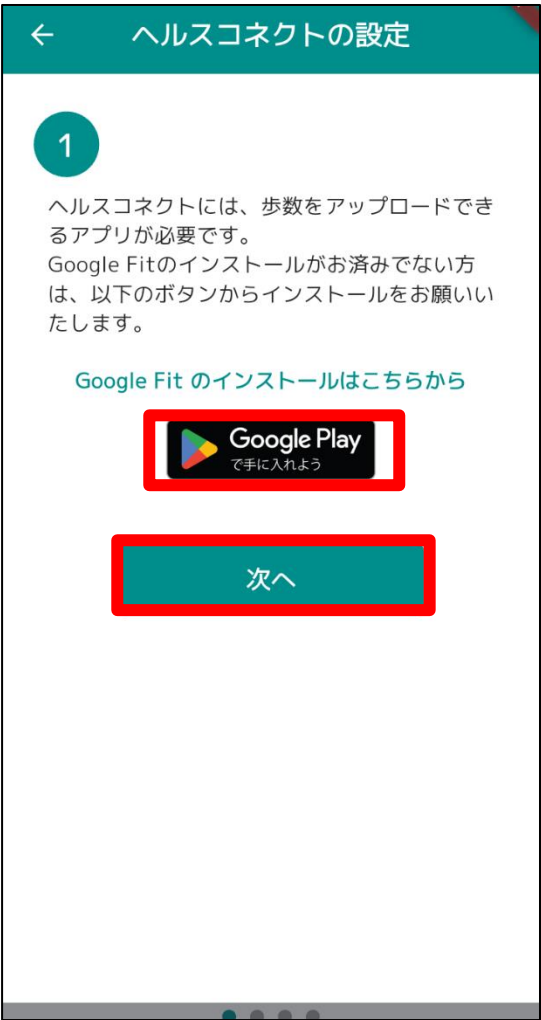 ヘルスコネクトの設定
1
ヘルスコネクトには、歩数をアップロードでき
るアプリが必要です。
Google Fitのインストールがお済みでない方
は、以下のボタンからインストールをお願いい
たします。
Google Fit のインストールはこちらから
Google Play
で手に入れよう
次へ